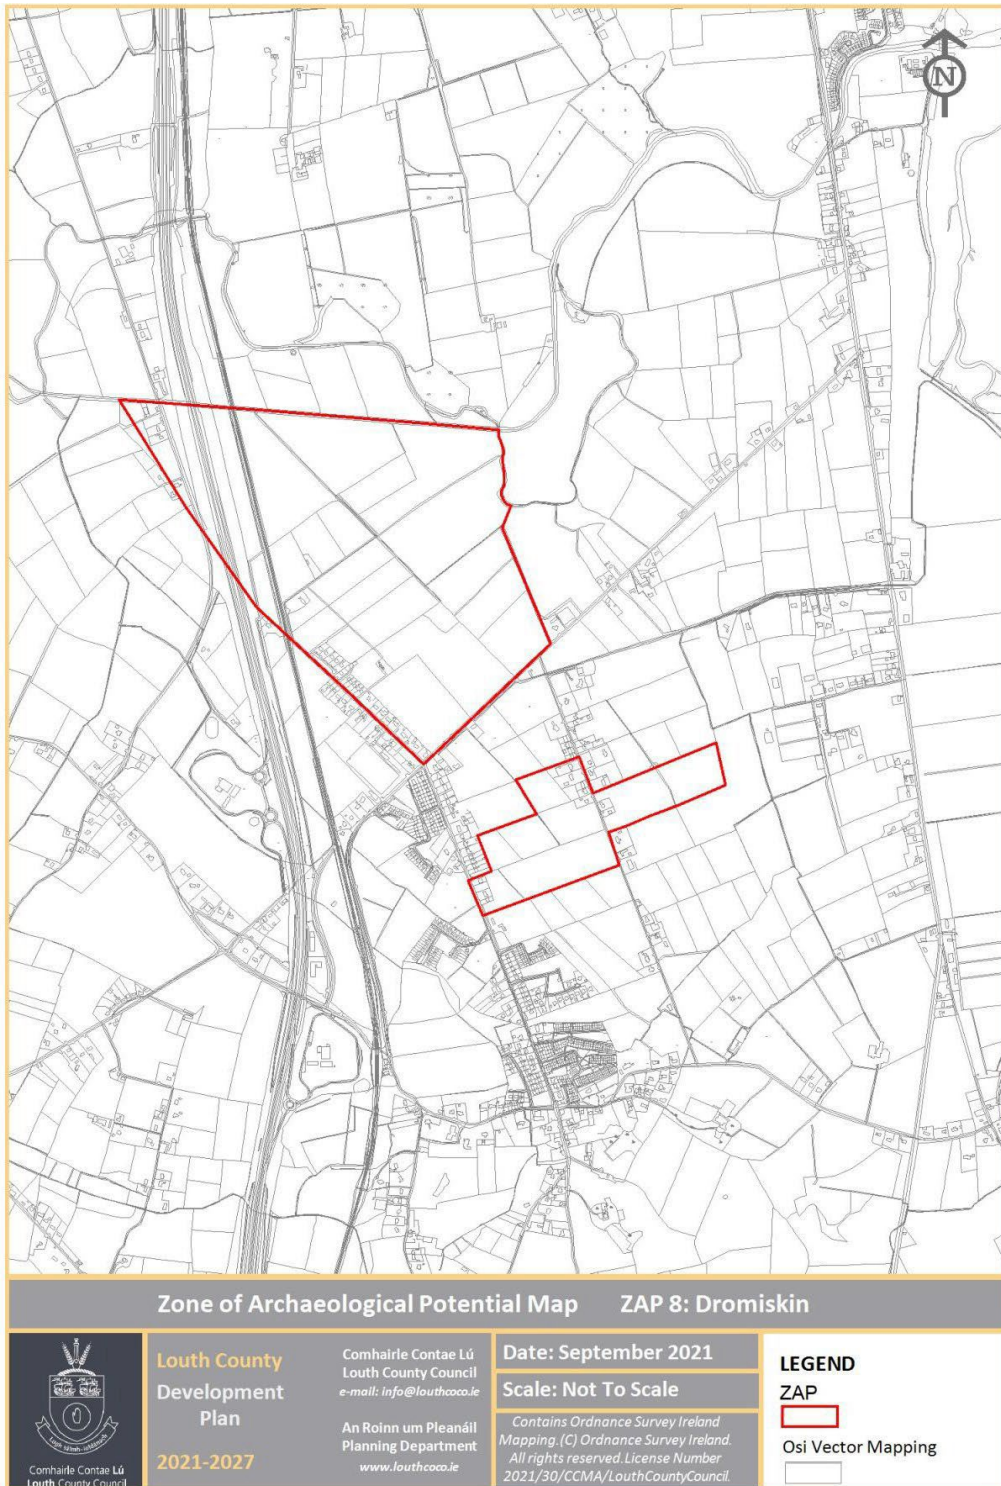 N
Zone of Archaeological Potential Map ZAP 8: Dromiskin
Comhairle Contae Lú
Louth County Council
Louth County
Development
Plan
2021-2027
Comhairle Contae Lú
Louth County Council
e-mail: info@louthcoco.ie
An Roinn um Pleanáil
Planning Department
www.louthcoco.ie
Date: September 2021
Scale: Not To Scale
Contains Ordnance Survey Ireland
Mapping.(C) Ordnance Survey Ireland.
All rights reserved.License Number
2021/30/CCMA/LouthCountyCouncil.
LEGEND
ZAP
Osi Vector Mapping